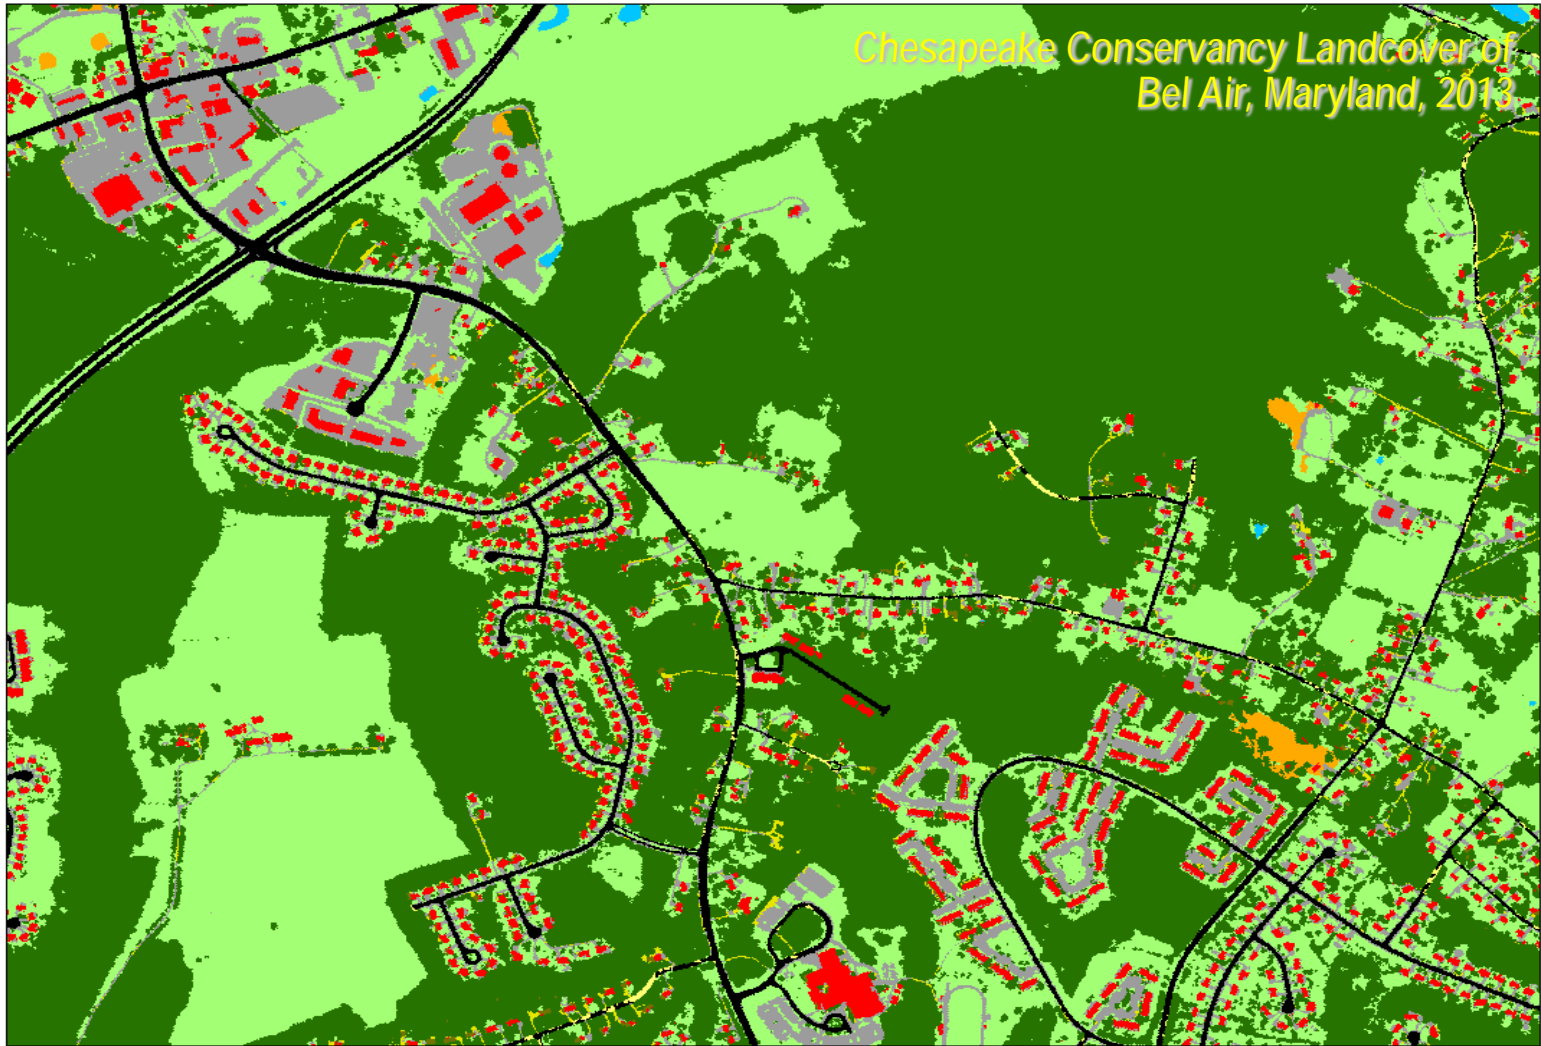 Chesapeake Conservancy Landcover of
Bel Air, Maryland, 2013